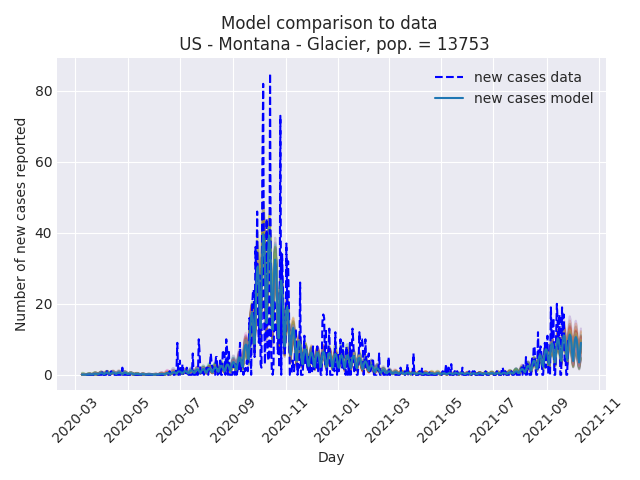 Model comparison to data
US - Montana - Glacier, pop. = 13753
new cases data
new cases model
Number of new cases reported
80
60
40
20
0
2020-03
2020-05
2020-07
2020-09
2020-11
2021-01
2021-03
2021-05
2021-07
2021-09
2021-11
Day